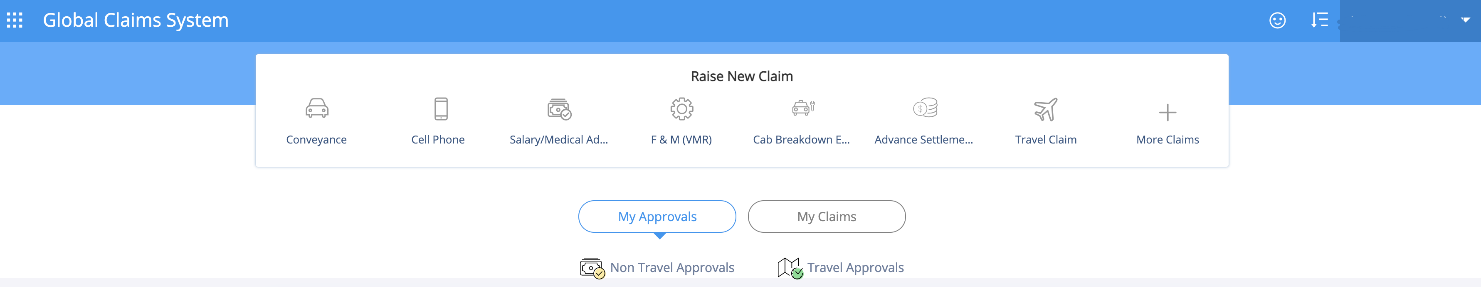 Global Claims System
Raise New Claim
Conveyance Cell Phone Salary/Medical Ad... F & M (VMR) Cab Breakdown E... Advance Settleme... Travel Claim More Claims
My Approvals My Claims
Non Travel Approvals Travel Approvals